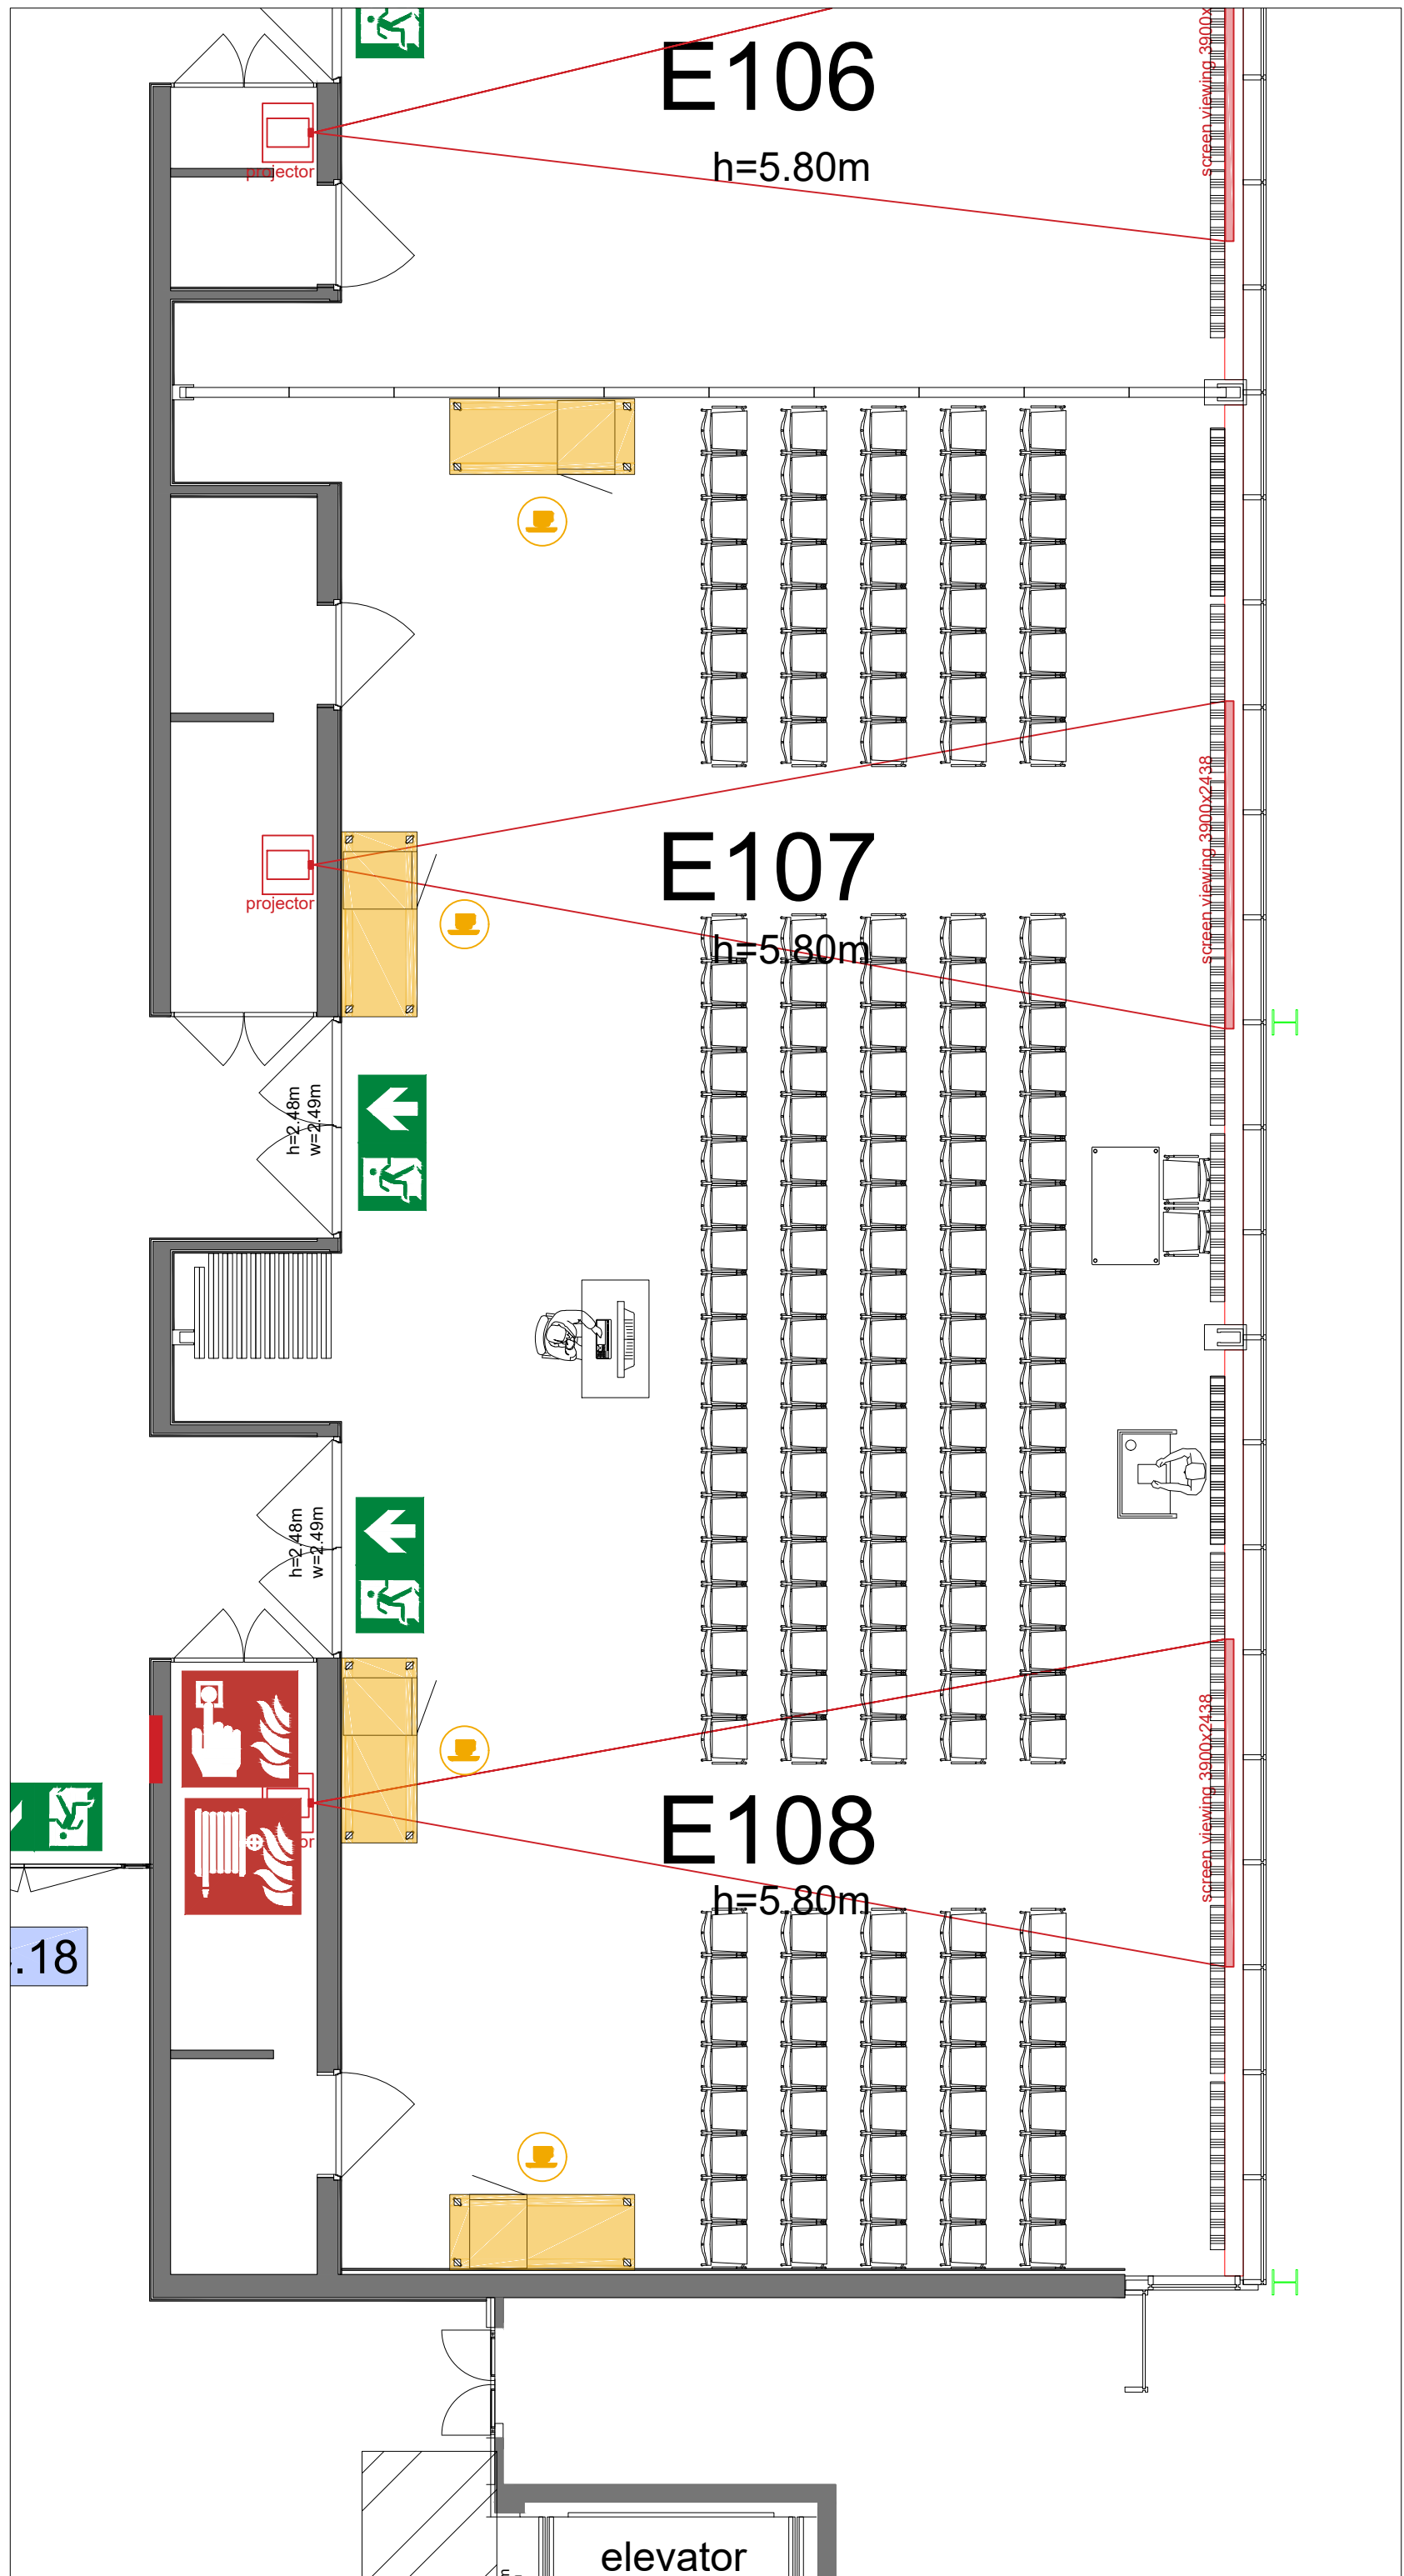 E106
h=5.80m
projector
screen viewing 3900x
E107
h=5.80m
projector
screen viewing 3900x2438
h=2.48m
w=2.49m
h=2.48m
w=2.49m
E108
h=5.80m
screen viewing 3900x2438
.18
elevator